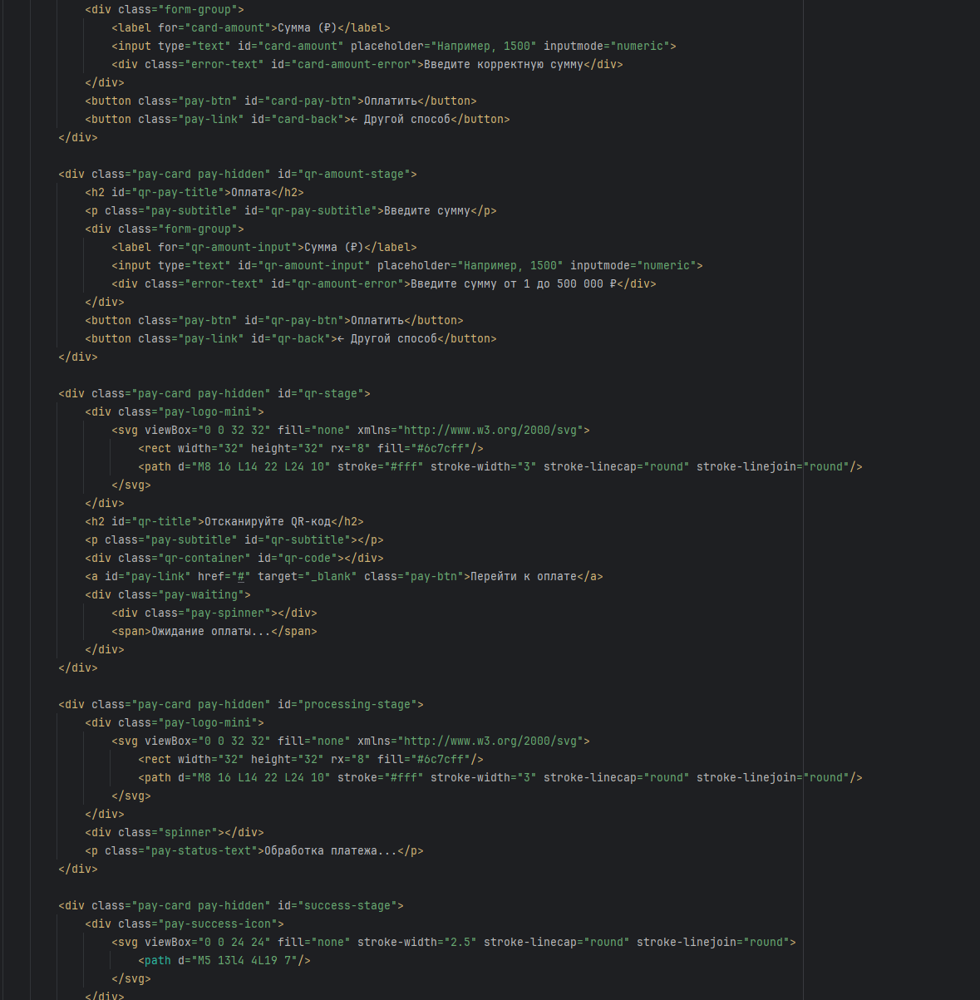 <div class="form-group">
<label for="card-amount">Сумма (₽)</label>
<input type="text" id="card-amount" placeholder="Например, 1500" inputmode="numeric">
<div class="error-text" id="card-amount-error">Введите корректную сумму</div>
</div>
<button class="pay-btn" id="card-pay-btn">Оплатить</button>
<button class="pay-link" id="card-back">← Другой способ</button>
</div>
<div class="pay-card pay-hidden" id="qr-amount-stage">
<h2 id="qr-pay-title">Оплата</h2>
<p class="pay-subtitle" id="qr-pay-subtitle">Введите сумму</p>
<div class="form-group">
<label for="qr-amount-input">Сумма (₽)</label>
<input type="text" id="qr-amount-input" placeholder="Например, 1500" inputmode="numeric">
<div class="error-text" id="qr-amount-error">Введите сумму от 1 до 500 000 ₽</div>
</div>
<button class="pay-btn" id="qr-pay-btn">Оплатить</button>
<button class="pay-link" id="qr-back">← Другой способ</button>
</div>
<div class="pay-card pay-hidden" id="qr-stage">
<div class="pay-logo-mini">
<svg viewBox="0 0 32 32" fill="none" xmlns="http://www.w3.org/2000/svg">
<rect width="32" height="32" rx="8" fill="#6c7cff"/>
<path d="M8 16 L14 22 L24 10" stroke="#fff" stroke-width="3" stroke-linecap="round" stroke-linejoin="round"/>
</svg>
</div>
<h2 id="qr-title">Отсканируйте QR-код</h2>
<p class="pay-subtitle" id="qr-subtitle"></p>
<div class="qr-container" id="qr-code"></div>
<a id="pay-link" href="#" target="_blank" class="pay-btn">Перейти к оплате</a>
<div class="pay-waiting">
<div class="pay-spinner"></div>
<span>Ожидание оплаты...</span>
</div>
</div>
<div class="pay-card pay-hidden" id="processing-stage">
<div class="pay-logo-mini">
<svg viewBox="0 0 32 32" fill="none" xmlns="http://www.w3.org/2000/svg">
<rect width="32" height="32" rx="8" fill="#6c7cff"/>
<path d="M8 16 L14 22 L24 10" stroke="#fff" stroke-width="3" stroke-linecap="round" stroke-linejoin="round"/>
</svg>
</div>
<div class="spinner"></div>
<p class="pay-status-text">Обработка платежа...</p>
</div>
<div class="pay-card pay-hidden" id="success-stage">
<div class="pay-success-icon">
<svg viewBox="0 0 24 24" fill="none" stroke-width="2.5" stroke-linecap="round" stroke-linejoin="round">
<path d="M5 13l4 4L19 7"/>
</svg>
</div>